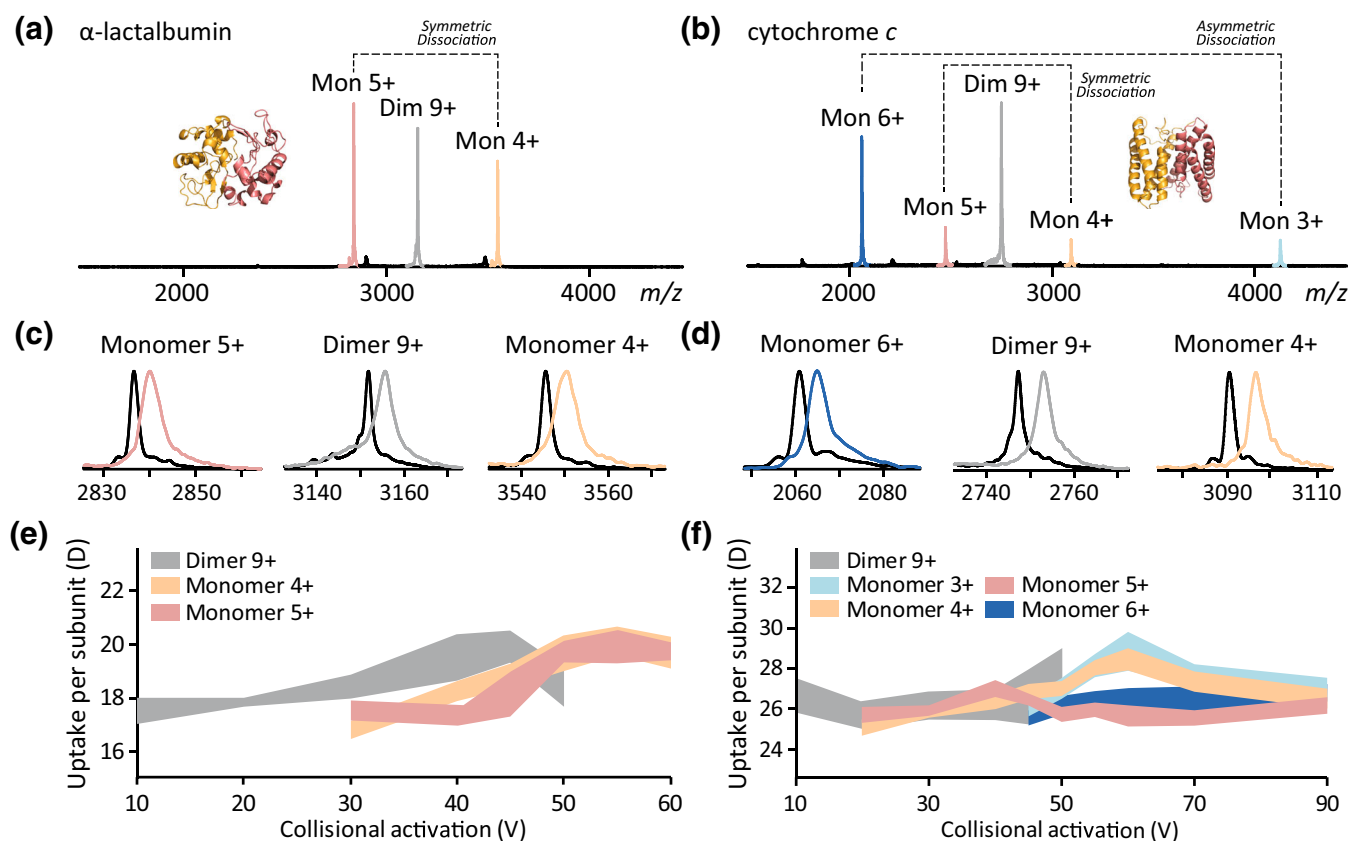 (a) α-lactalbumin
Symmetric
Dissociation
Mon 5+
Dim 9+
Mon 4+
2000 3000 4000 m/z
(b) cytochrome c
Asymmetric
Dissociation
Symmetric
Dissociation
Dim 9+
Mon 6+
Mon 5+
Mon 4+
Mon 3+
2000 3000 4000 m/z
(c)
Monomer 5+ Dimer 9+ Monomer 4+
2830 2850 3140 3160 3540 3560
(d)
Monomer 6+ Dimer 9+ Monomer 4+
2060 2080 2740 2760 3090 3110
(e)
Uptake per subunit (D)
22
20
18
16
Dimer 9+
Monomer 4+
Monomer 5+
10 20 30 40 50 60
Collisional activation (V)
(f)
Uptake per subunit (D)
32
30
28
26
24
Dimer 9+
Monomer 3+ Monomer 5+
Monomer 4+ Monomer 6+
10 30 50 70 90
Collisional activation (V)